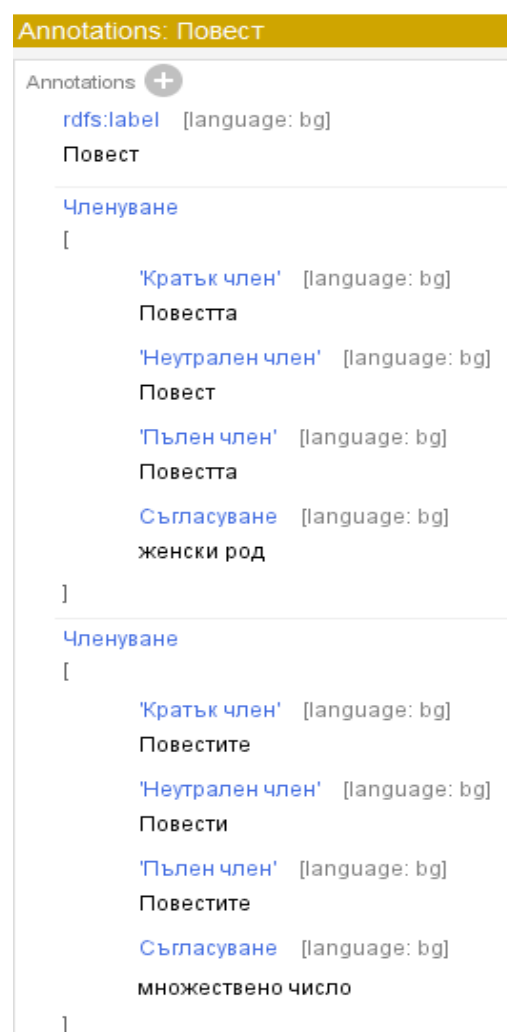 Annotations: Повест
Annotations +
rdfs:label [language: bg]
Повест
Членуване
[
'Кратък член' [language: bg]
Повестта
'Неутрален член' [language: bg]
Повест
'Пълен член' [language: bg]
Повестта
Съгласуване [language: bg]
женски род
]
Членуване
[
'Кратък член' [language: bg]
Повестите
'Неутрален член' [language: bg]
Повести
'Пълен член' [language: bg]
Повестите
Съгласуване [language: bg]
множествено число
]